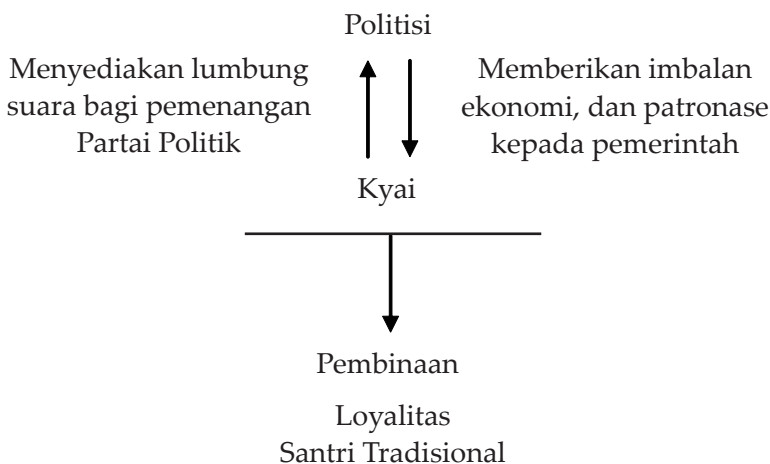 Politisi
Menyediakan lumbung
suara bagi pemenangan
Partai Politik
Memberikan imbalan
ekonomi, dan patronase
kepada pemerintah
Kyai
Pembinaan
Loyalitas
Santri Tradisional